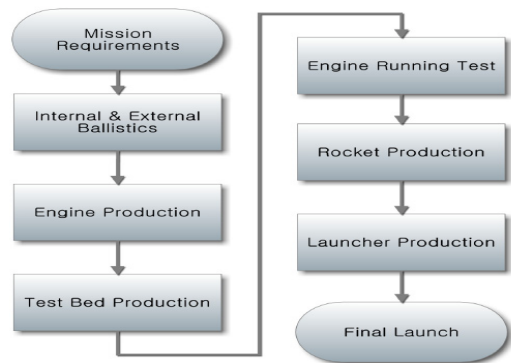 Mission
Requirements
Internal & External
Ballistics
Engine Production
Test Bed Production
Engine Running Test
Rocket Production
Launcher Production
Final Launch